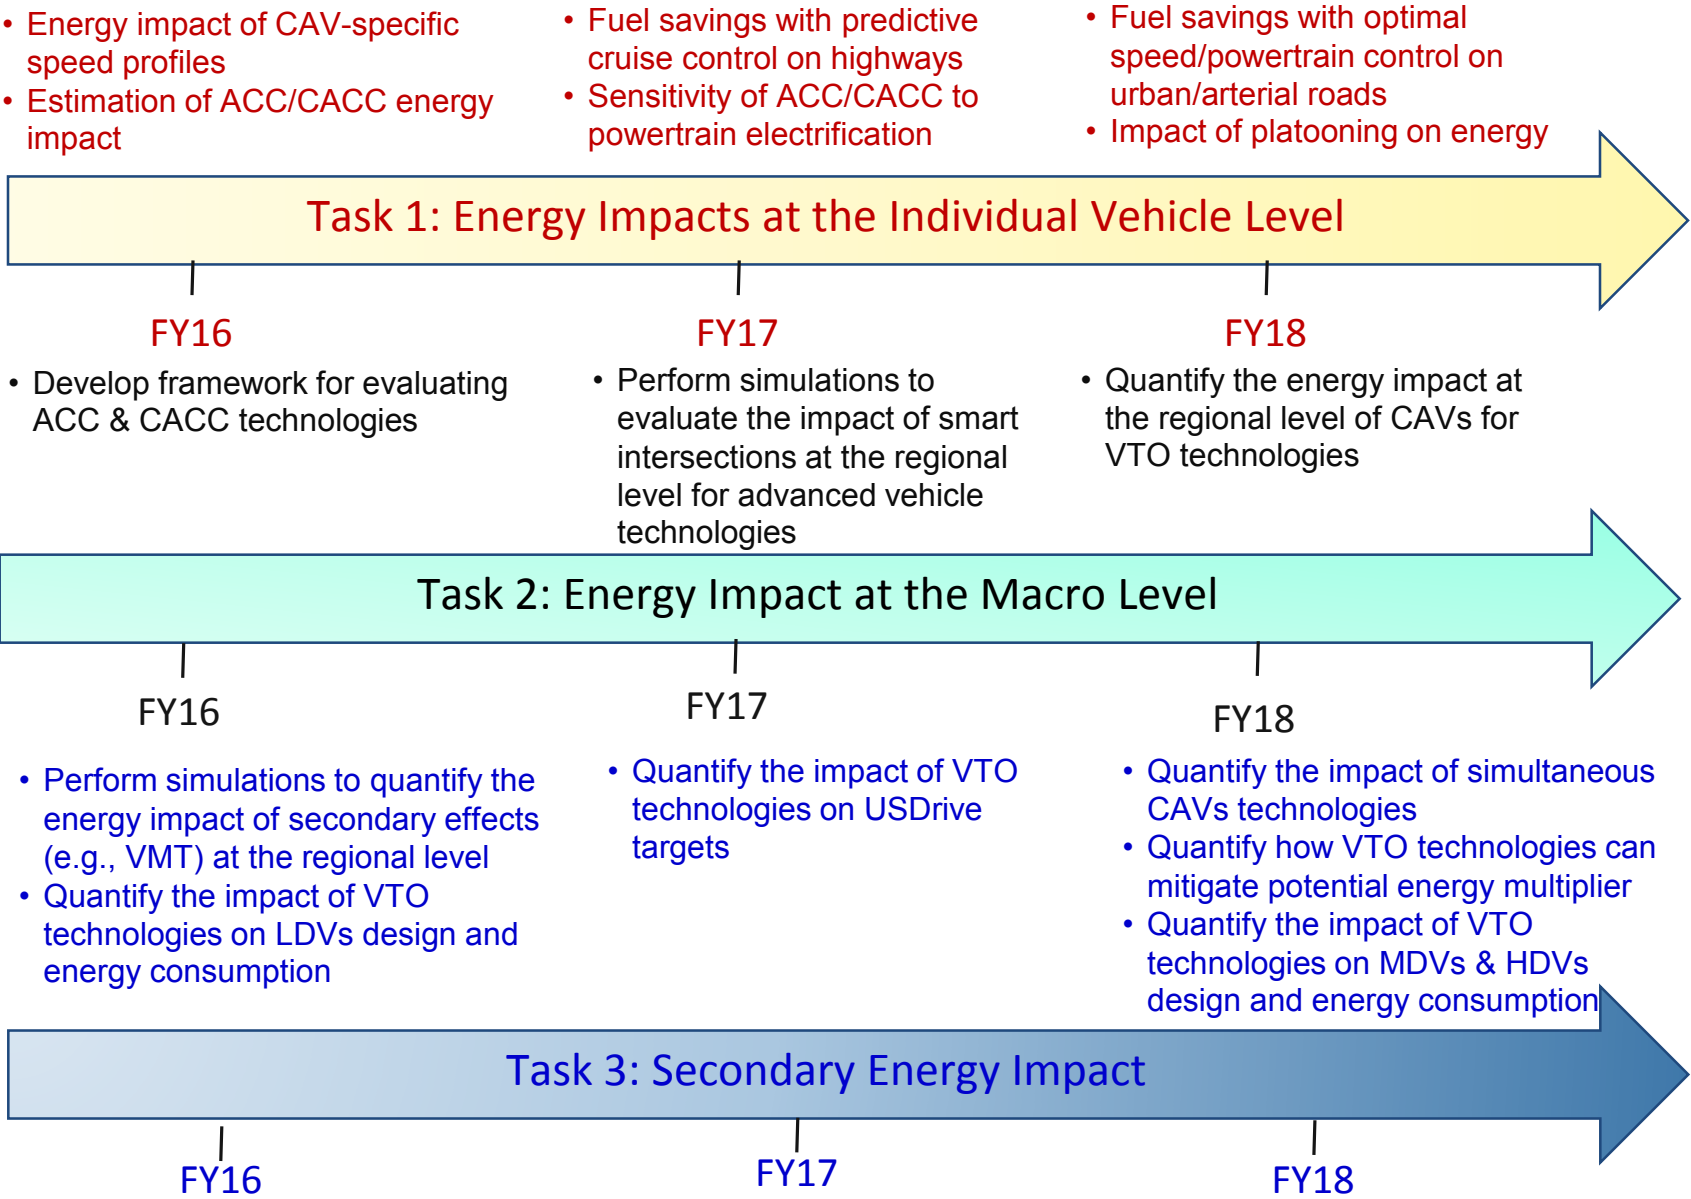 • Energy impact of CAV-specific
speed profiles
• Estimation of ACC/CACC energy
impact
• Fuel savings with predictive
cruise control on highways
• Sensitivity of ACC/CACC to
powertrain electrification
• Fuel savings with optimal
speed/powertrain control on
urban/arterial roads
• Impact of platooning on energy
Task 1: Energy Impacts at the Individual Vehicle Level
FY16
FY17
FY18
• Develop framework for evaluating
ACC & CACC technologies
• Perform simulations to
evaluate the impact of smart
intersections at the regional
level for advanced vehicle
technologies
• Quantify the energy impact at
the regional level of CAVs for
VTO technologies
Task 2: Energy Impact at the Macro Level
FY16
FY17
FY18
• Perform simulations to quantify the
energy impact of secondary effects
(e.g., VMT) at the regional level
• Quantify the impact of VTO
technologies on LDVs design and
energy consumption
• Quantify the impact of VTO
technologies on USDrive
targets
• Quantify the impact of simultaneous
CAVs technologies
• Quantify how VTO technologies can
mitigate potential energy multiplier
• Quantify the impact of VTO
technologies on MDVs & HDVs
design and energy consumption
Task 3: Secondary Energy Impact
FY16
FY17
FY18